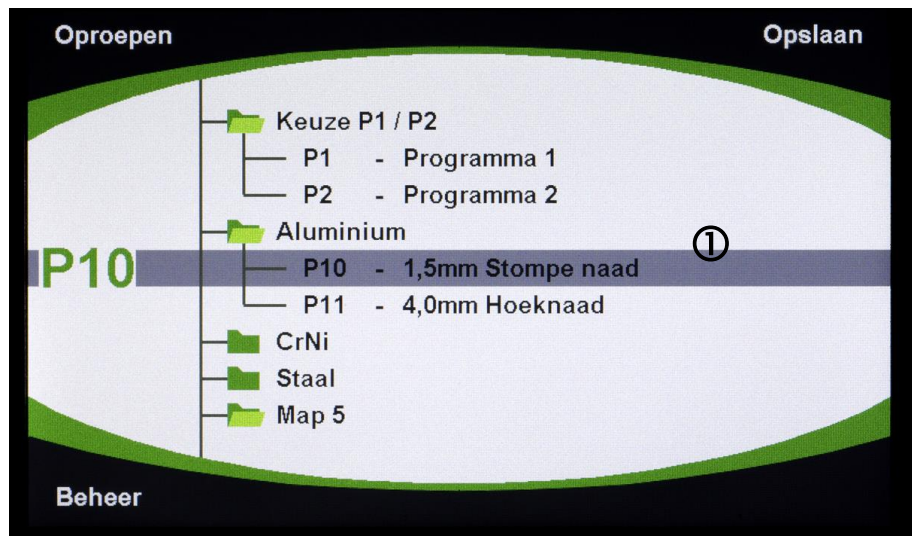 Oproepen Opslaan
Keuze P1 / P2
P1 - Programma 1
P2 - Programma 2
Aluminium
①
P10
P10 - 1,5mm Stompe naad
P11 - 4,0mm Hoeknaad
CrNi
Staal
Map 5
Beheer